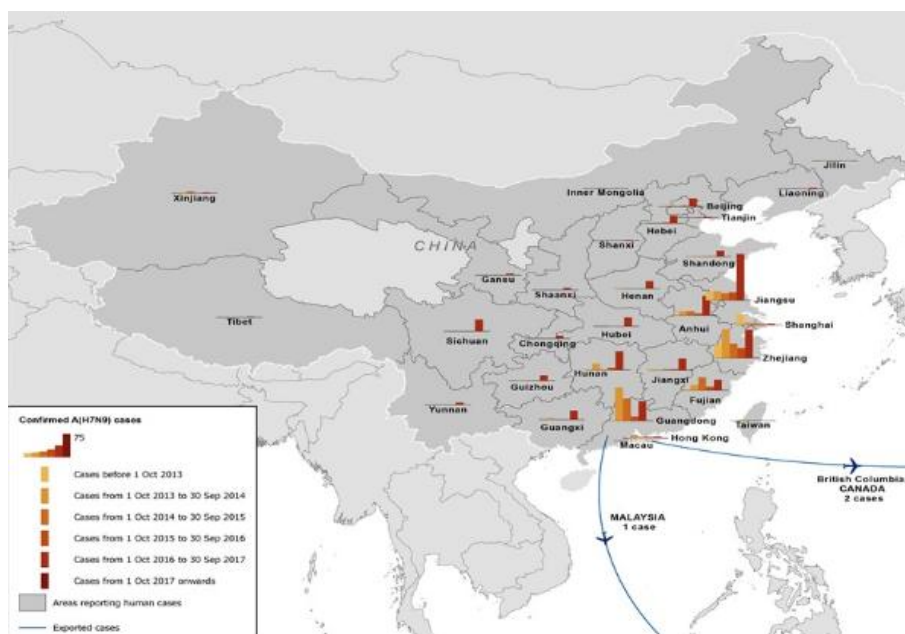 Jilin
Inner Mongolia
Liaoning
Xinjiang
Beijing
Tianjin
Hebei
CHINA
Shanxi
Shandong
Gansu
Shaanxi
Henan
Jiangsu
Tibet
Anhui
Shanghai
Sichuan
Chongqing
Hubei
Zhejiang
Hunan
Jiangxi
Guizhou
Fujian
Yunnan
Guangxi
Guangdong
Taiwan
Macau
Hong Kong
British Columbia
CANADA
2 cases
MALAYSIA
1 case
Confirmed A(H7N9) cases
75
Cases before 1 Oct 2013
Cases from 1 Oct 2013 to 30 Sep 2014
Cases from 1 Oct 2014 to 30 Sep 2015
Cases from 1 Oct 2015 to 30 Sep 2016
Cases from 1 Oct 2016 to 30 Sep 2017
Cases from 1 Oct 2017 onwards
Areas reporting human cases
Exported cases